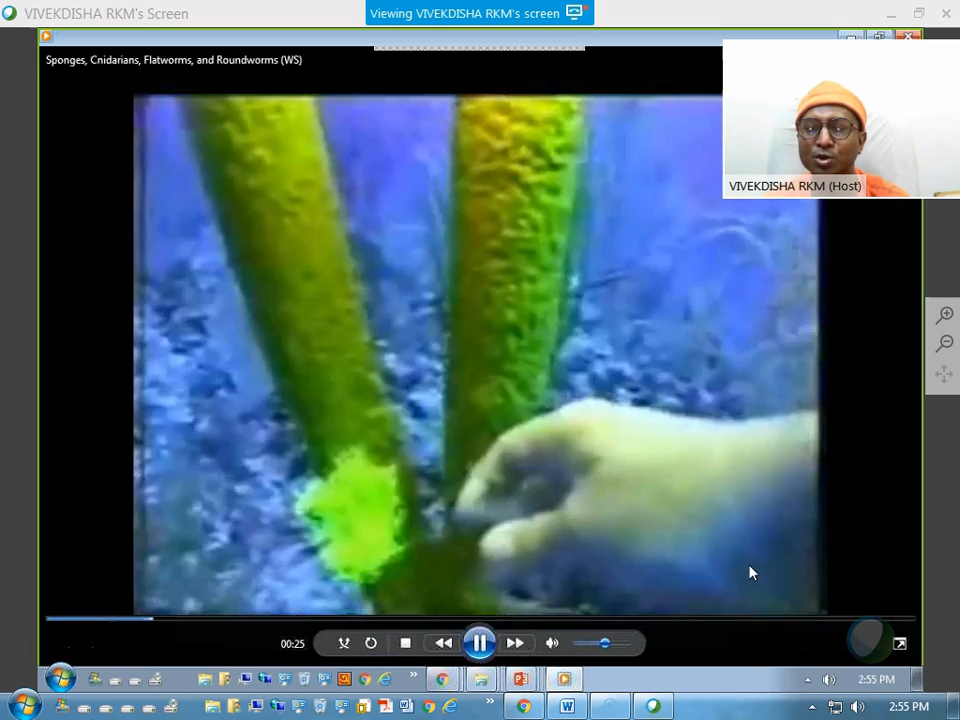 VIVEKDISHA RKM's Screen
Viewing VIVEKDISHA RKM's screen
Sponges, Cnidarians, Flatworms, and Roundworms (WS)
VIVEKDISHA RKM (Host)
00:25
2:55 PM
2:55 PM